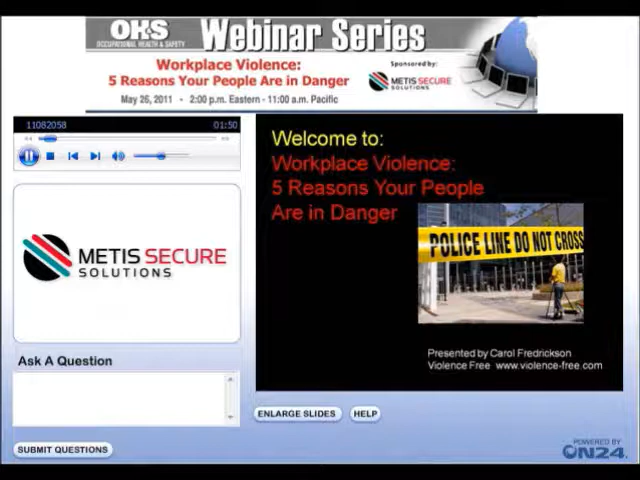 OH&S
OCCUPATIONAL HEALTH & SAFETY
Webinar Series
Workplace Violence:
5 Reasons Your People Are in Danger
May 26, 2011 - 2:00 p.m. Eastern - 11:00 a.m. Pacific
Sponsored by:
METIS SECURE
SOLUTIONS
11082058
01:50
METIS SECURE
SOLUTIONS
Ask A Question
SUBMIT QUESTIONS
Welcome to:
Workplace Violence:
5 Reasons Your People
Are in Danger
POLICE LINE DO NOT CROSS
Presented by Carol Fredrickson
Violence Free www.violence-free.com
ENLARGE SLIDES
HELP
POWERED BY
ON24.